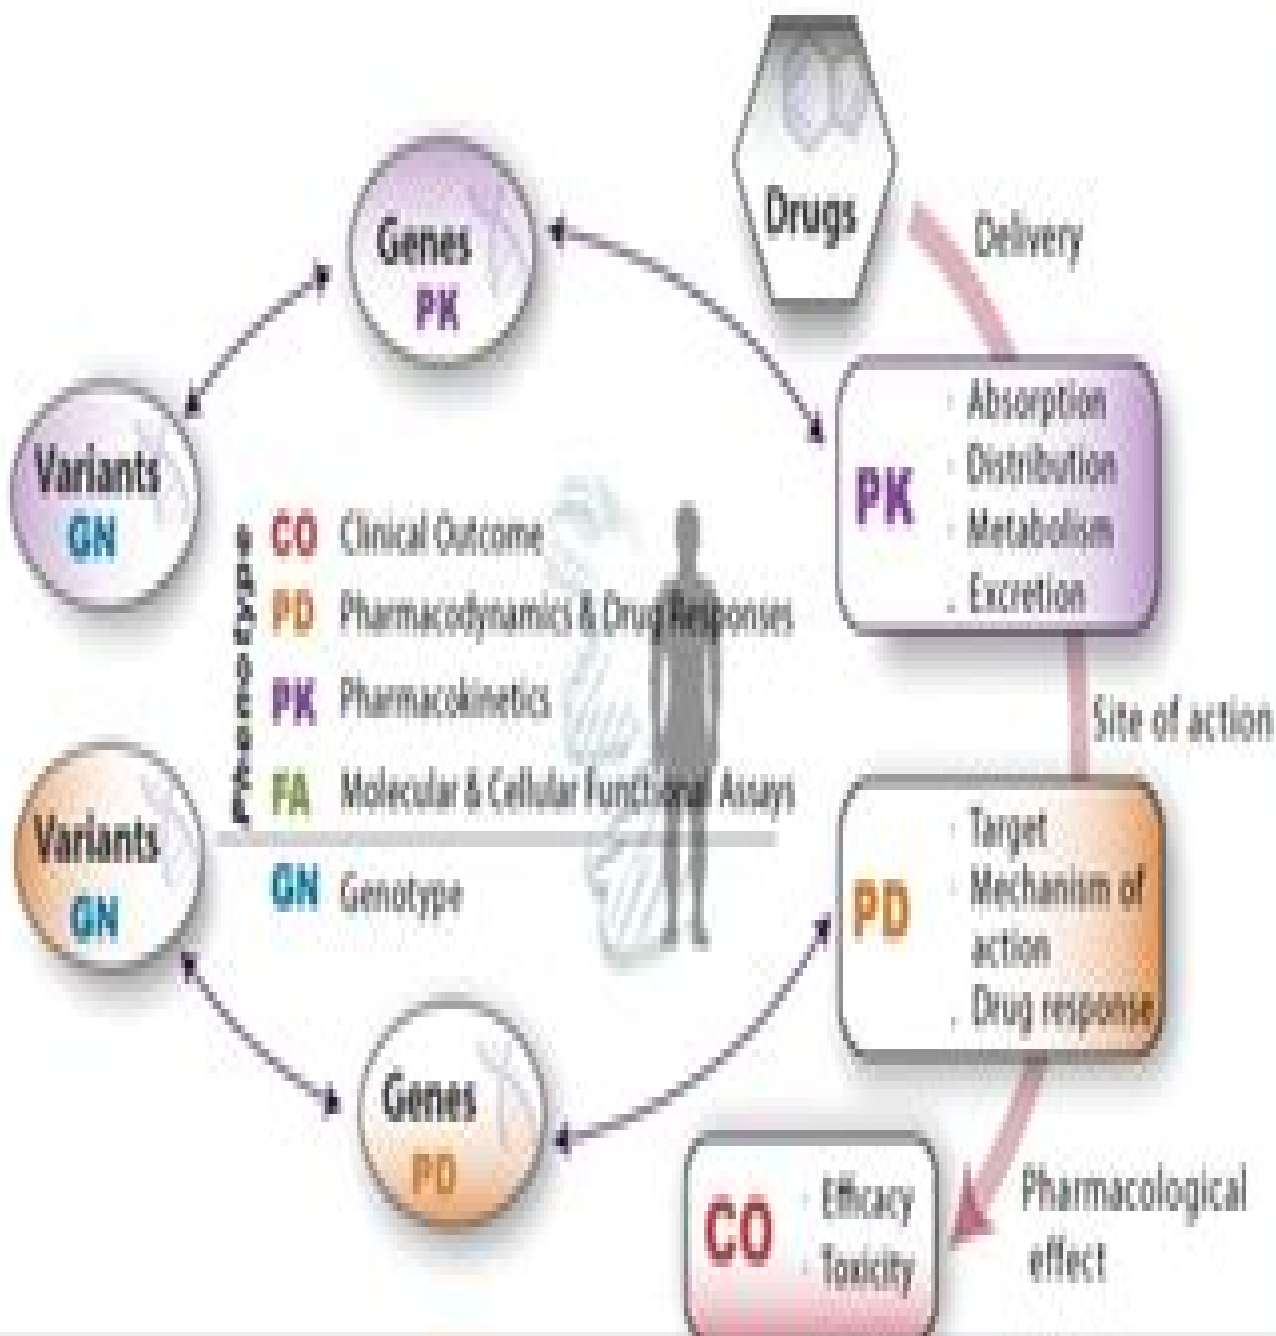 Drugs
Delivery
Genes
PK
Variants
GN
PK
Absorption
Distribution
Metabolism
Excretion
Phenotype
CO Clinical Outcome
PD Pharmacodynamics & Drug Responses
PK Pharmacokinetics
FA Molecular & Cellular Functional Assays
GN Genotype
Site of action
Variants
GN
PD
Target
Mechanism of
action
Drug response
Genes
PD
CO
Efficacy
Toxicity
Pharmacological
effect